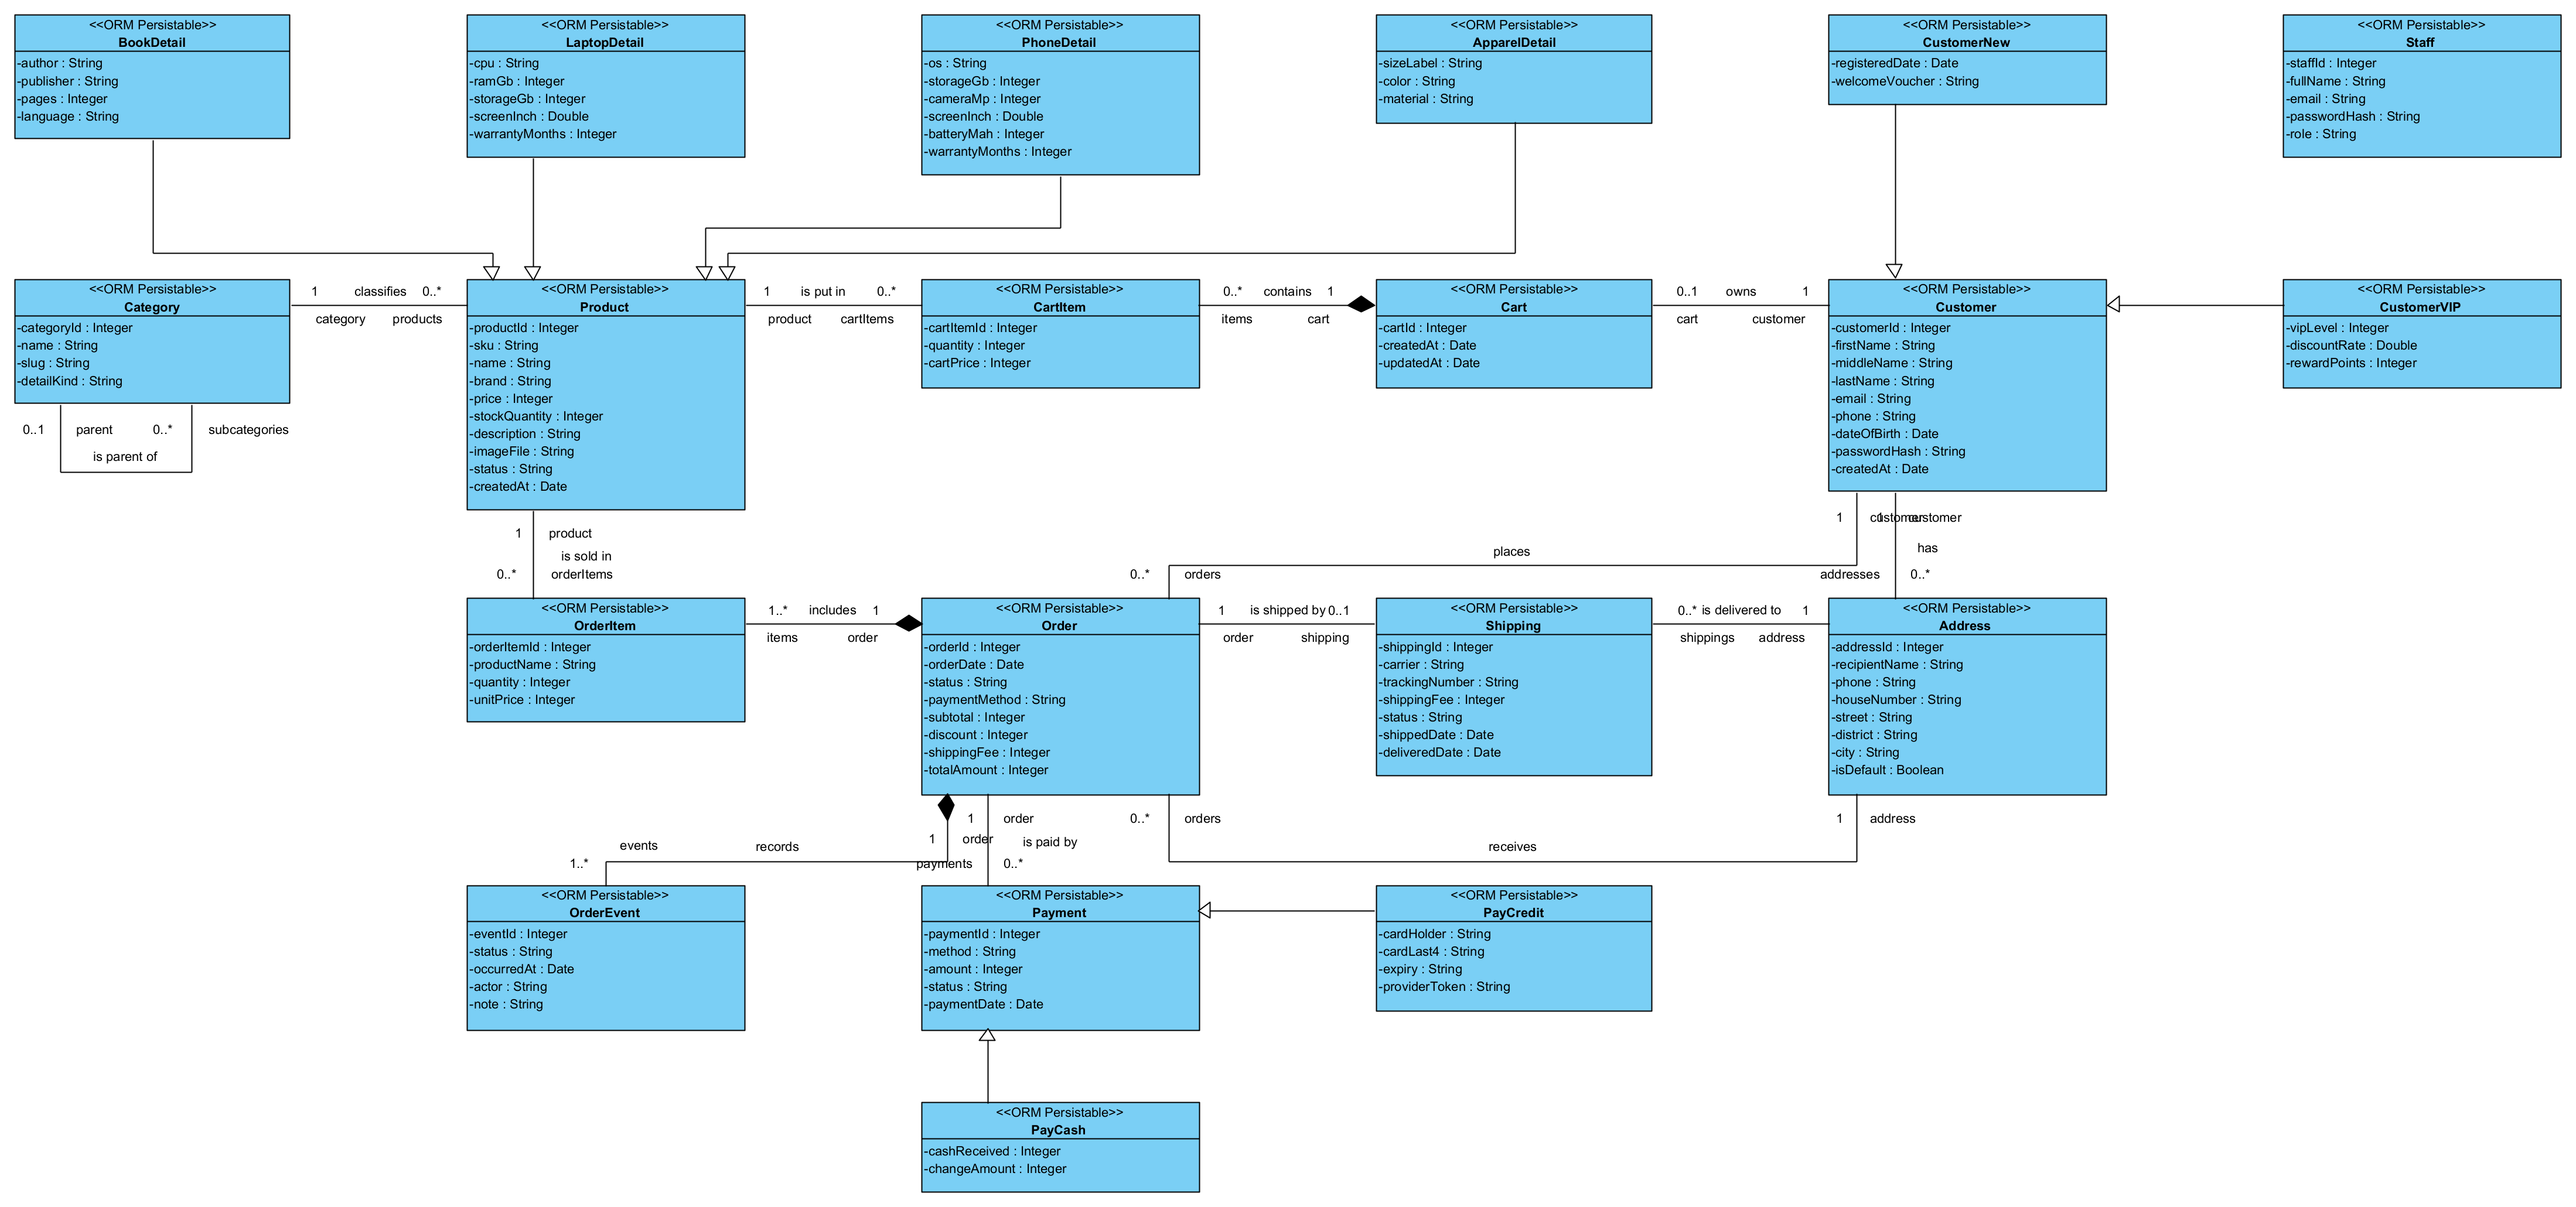 <<ORM Persistable>>
BookDetail
-author : String
-publisher : String
-pages : Integer
-language : String
<<ORM Persistable>>
LaptopDetail
-cpu : String
-ramGb : Integer
-storageGb : Integer
-screenInch : Double
-warrantyMonths : Integer
<<ORM Persistable>>
PhoneDetail
-os : String
-storageGb : Integer
-cameraMp : Integer
-screenInch : Double
-batteryMah : Integer
-warrantyMonths : Integer
<<ORM Persistable>>
ApparelDetail
-sizeLabel : String
-color : String
-material : String
<<ORM Persistable>>
CustomerNew
-registeredDate : Date
-welcomeVoucher : String
<<ORM Persistable>>
Staff
-staffId : Integer
-fullName : String
-email : String
-passwordHash : String
-role : String
<<ORM Persistable>>
Category
-categoryId : Integer
-name : String
-slug : String
-detailKind : String
0..1 parent 0..* subcategories
is parent of
1 classifies 0..*
category products
<<ORM Persistable>>
Product
-productId : Integer
-sku : String
-name : String
-brand : String
-price : Integer
-stockQuantity : Integer
-description : String
-imageFile : String
-status : String
-createdAt : Date
1 is put in 0..*
product cartItems
<<ORM Persistable>>
CartItem
-cartItemId : Integer
-quantity : Integer
-cartPrice : Integer
0..* contains 1
items cart
<<ORM Persistable>>
Cart
-cartId : Integer
-createdAt : Date
-updatedAt : Date
0..1 owns 1
cart customer
<<ORM Persistable>>
Customer
-customerId : Integer
-firstName : String
-middleName : String
-lastName : String
-email : String
-phone : String
-dateOfBirth : Date
-passwordHash : String
-createdAt : Date
<<ORM Persistable>>
CustomerVIP
-vipLevel : Integer
-discountRate : Double
-rewardPoints : Integer
1 product
is sold in
0..* orderItems
1 customer
places
0..* orders
1 customer
has
addresses 0..*
<<ORM Persistable>>
OrderItem
-orderItemId : Integer
-productName : String
-quantity : Integer
-unitPrice : Integer
1..* includes 1
items order
<<ORM Persistable>>
Order
-orderId : Integer
-orderDate : Date
-status : String
-paymentMethod : String
-subtotal : Integer
-discount : Integer
-shippingFee : Integer
-totalAmount : Integer
1 is shipped by 0..1
order shipping
<<ORM Persistable>>
Shipping
-shippingId : Integer
-carrier : String
-trackingNumber : String
-shippingFee : Integer
-status : String
-shippedDate : Date
-deliveredDate : Date
0..* is delivered to 1
shippings address
<<ORM Persistable>>
Address
-addressId : Integer
-recipientName : String
-phone : String
-houseNumber : String
-street : String
-district : String
-city : String
-isDefault : Boolean
1 order
events records
1..*
1 order
is paid by
payments 0..*
0..* orders
receives
1 address
<<ORM Persistable>>
OrderEvent
-eventId : Integer
-status : String
-occurredAt : Date
-actor : String
-note : String
<<ORM Persistable>>
Payment
-paymentId : Integer
-method : String
-amount : Integer
-status : String
-paymentDate : Date
<<ORM Persistable>>
PayCredit
-cardHolder : String
-cardLast4 : String
-expiry : String
-providerToken : String
<<ORM Persistable>>
PayCash
-cashReceived : Integer
-changeAmount : Integer